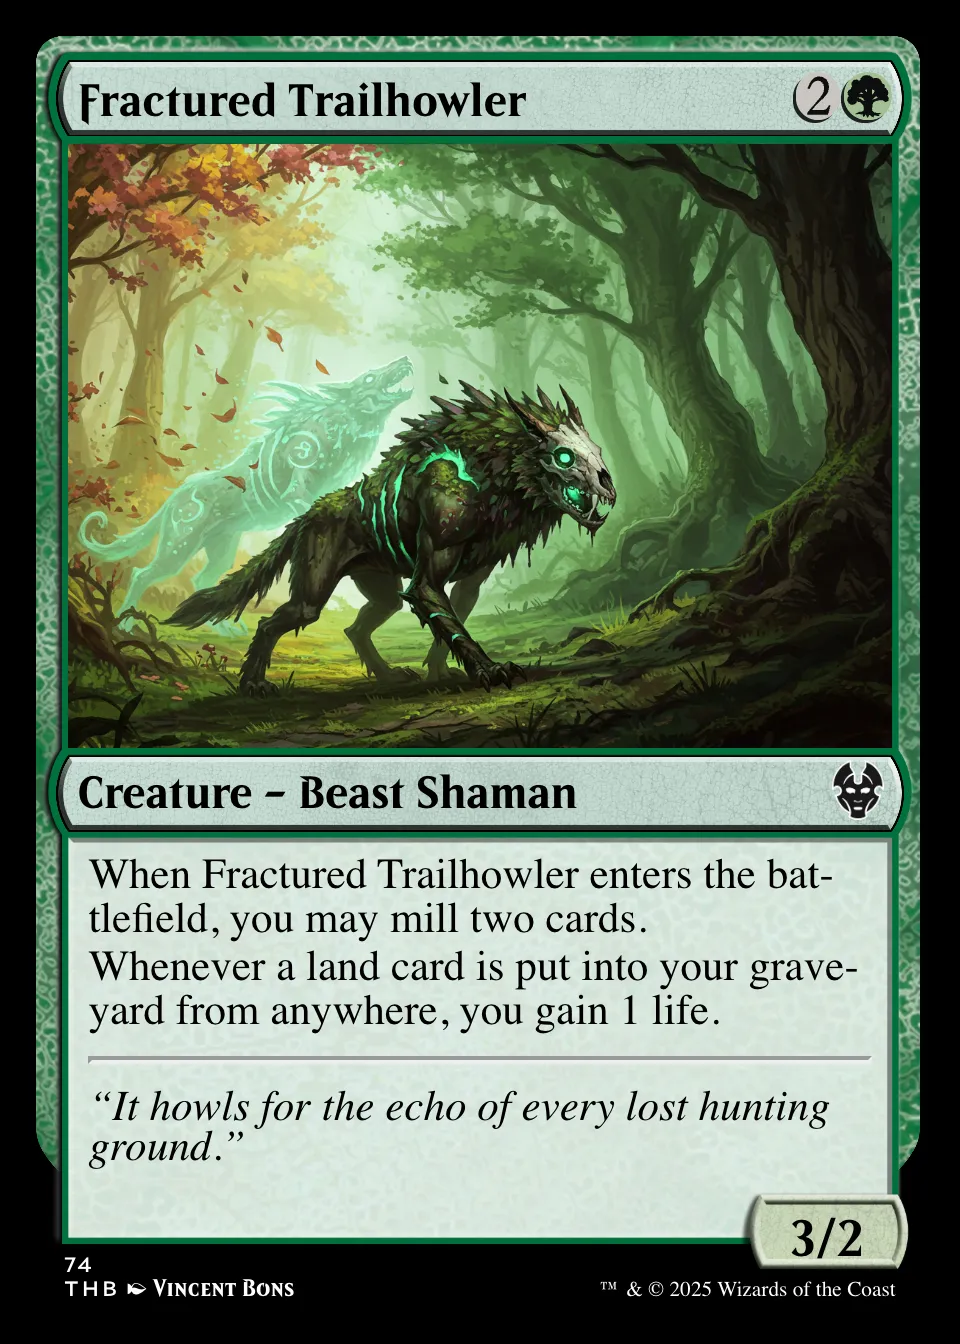 Fractured Trailhowler 2
Creature – Beast Shaman
When Fractured Trailhowler enters the bat-
tlefield, you may mill two cards.
Whenever a land card is put into your grave-
yard from anywhere, you gain 1 life.
“It howls for the echo of every lost hunting
ground.”
3/2
74
THB Vincent Bons
™ & © 2025 Wizards of the Coast